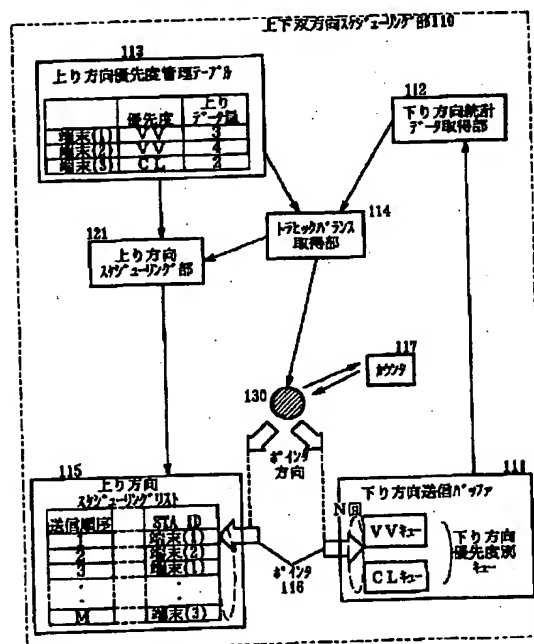 上下双方向スケジューリング部110
113
上り方向優先度管理テーブル
優先度 上りデータ量
端末(1) VV 3
端末(2) VV 4
端末(3) CL 2
112
下り方向統計
データ取得部
114
トラヒックバランス
取得部
121
上り方向
スケジューリング部
117
カウンタ
130
ポインタ
方向
115
上り方向
スケジューリングリスト
送信順序 STA ID
1 端末(1)
2 端末(2)
3 端末(1)
M 端末(3)
ポインタ
116
下り方向送信バッファ
N回
VVキュー
CLキュー
下り方向
優先度別
キュー